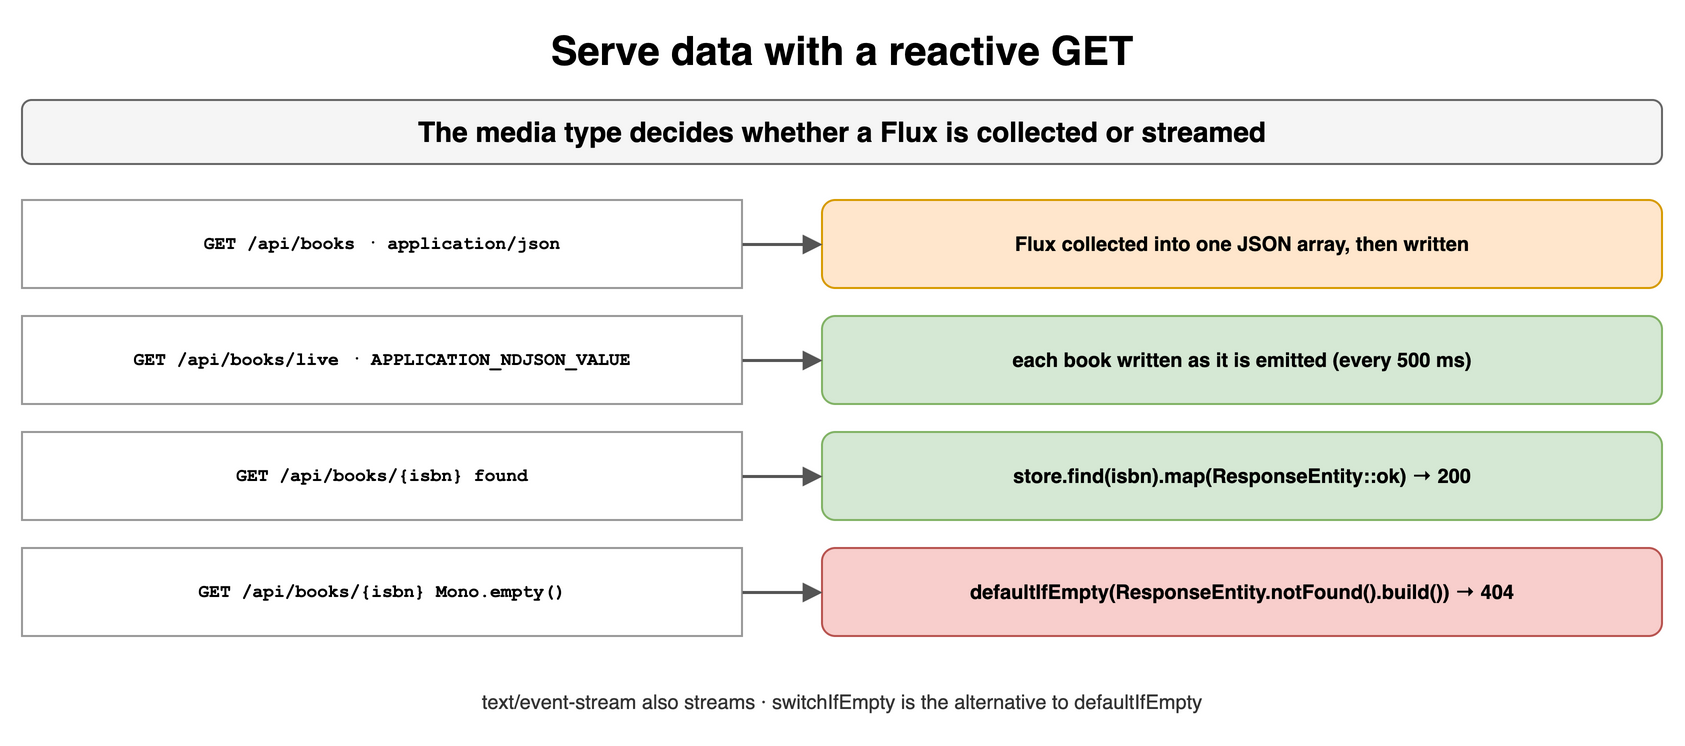 Serve data with a reactive GET
The media type decides whether a Flux is collected or streamed
GET /api/books · application/json
Flux collected into one JSON array, then written
GET /api/books/live · APPLICATION_NDJSON_VALUE
each book written as it is emitted (every 500 ms)
GET /api/books/{isbn} found
store.find(isbn).map(ResponseEntity::ok) → 200
GET /api/books/{isbn} Mono.empty()
defaultIfEmpty(ResponseEntity.notFound().build()) → 404
text/event-stream also streams · switchIfEmpty is the alternative to defaultIfEmpty